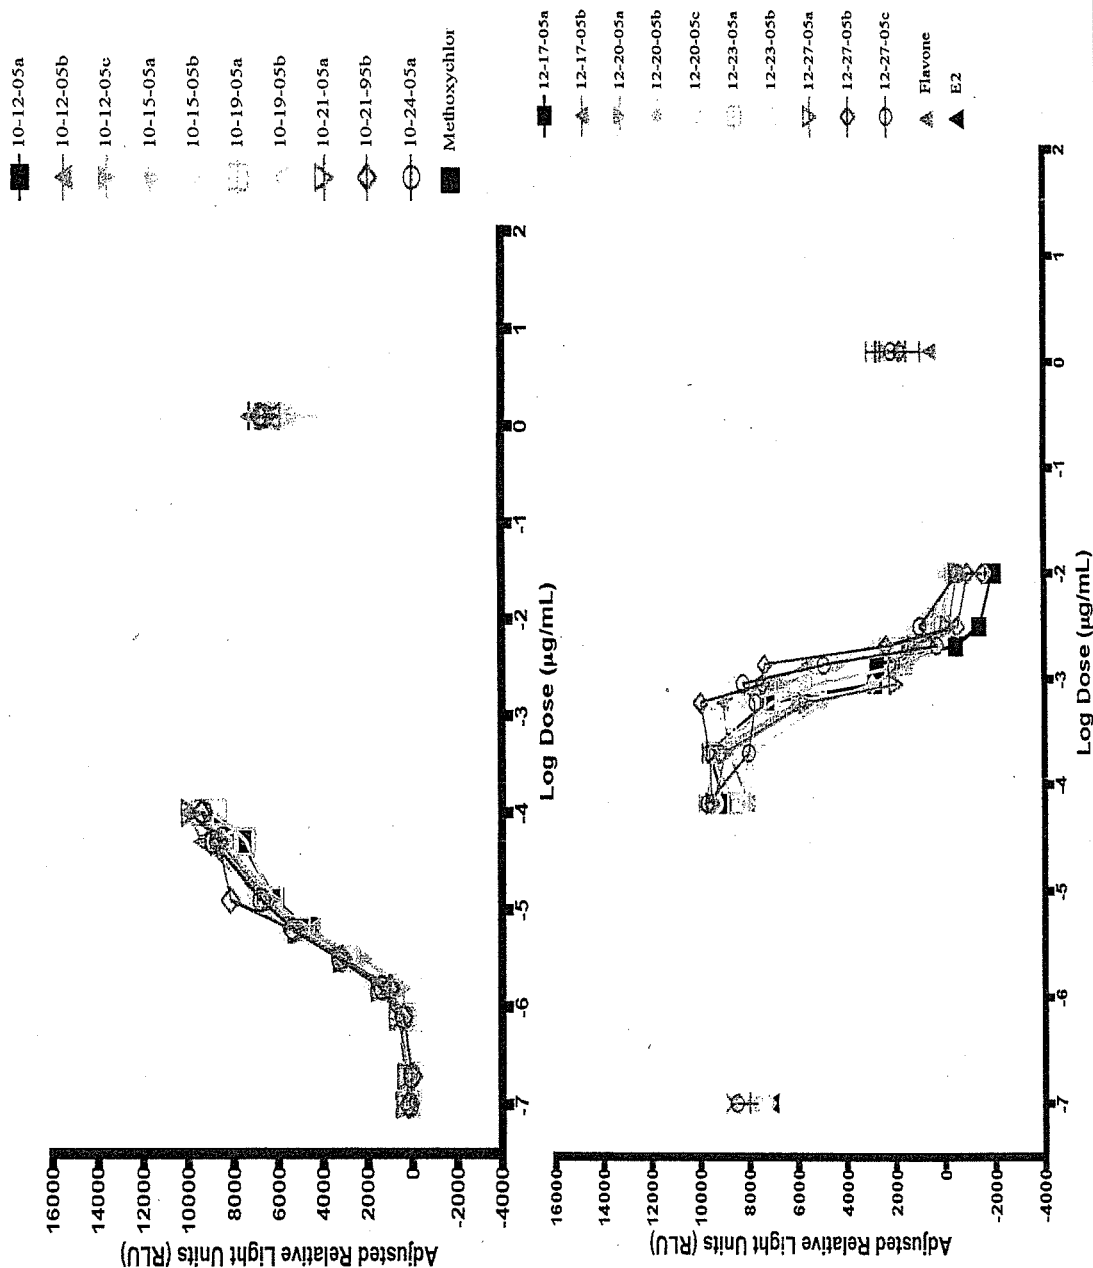 10-12-05a
10-12-05b
10-12-05c
10-15-05a
10-15-05b
10-19-05a
10-19-05b
10-21-05a
10-21-95b
10-24-05a
Methoxychlor
16000
14000
12000
10000
8000
6000
4000
2000
0
-2000
Adjusted Relative Light Units (RLU)
-7
-6
-5
-4
-3
-2
-1
0
1
2
Log Dose (µg/mL)
12-17-05a
12-17-05b
12-20-05a
12-20-05b
12-20-05c
12-23-05a
12-23-05b
12-27-05a
12-27-05b
12-27-05c
Flavone
E2
16000
14000
12000
10000
8000
6000
4000
2000
0
-2000
-4000
Adjusted Relative Light Units (RLU)
-7
-6
-5
-4
-3
-2
-1
0
1
2
Log Dose (µg/mL)